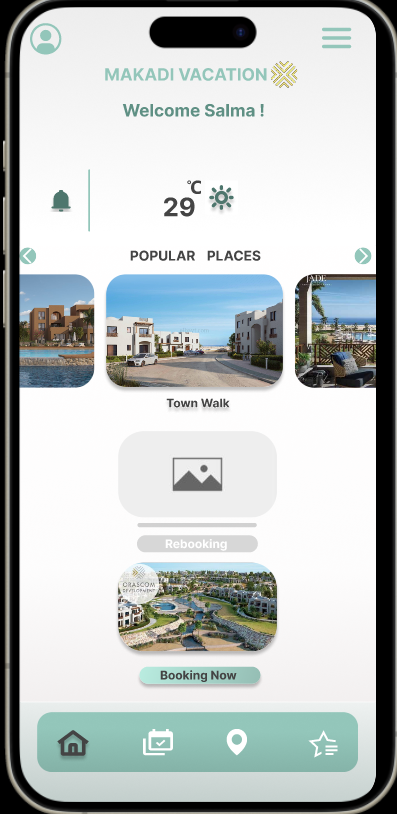 MAKADI VACATION
Welcome Salma !
°C
29
POPULAR PLACES
JADE
Town Walk
Rebooking
ORASCOM
DEVELOPMENT
Booking Now